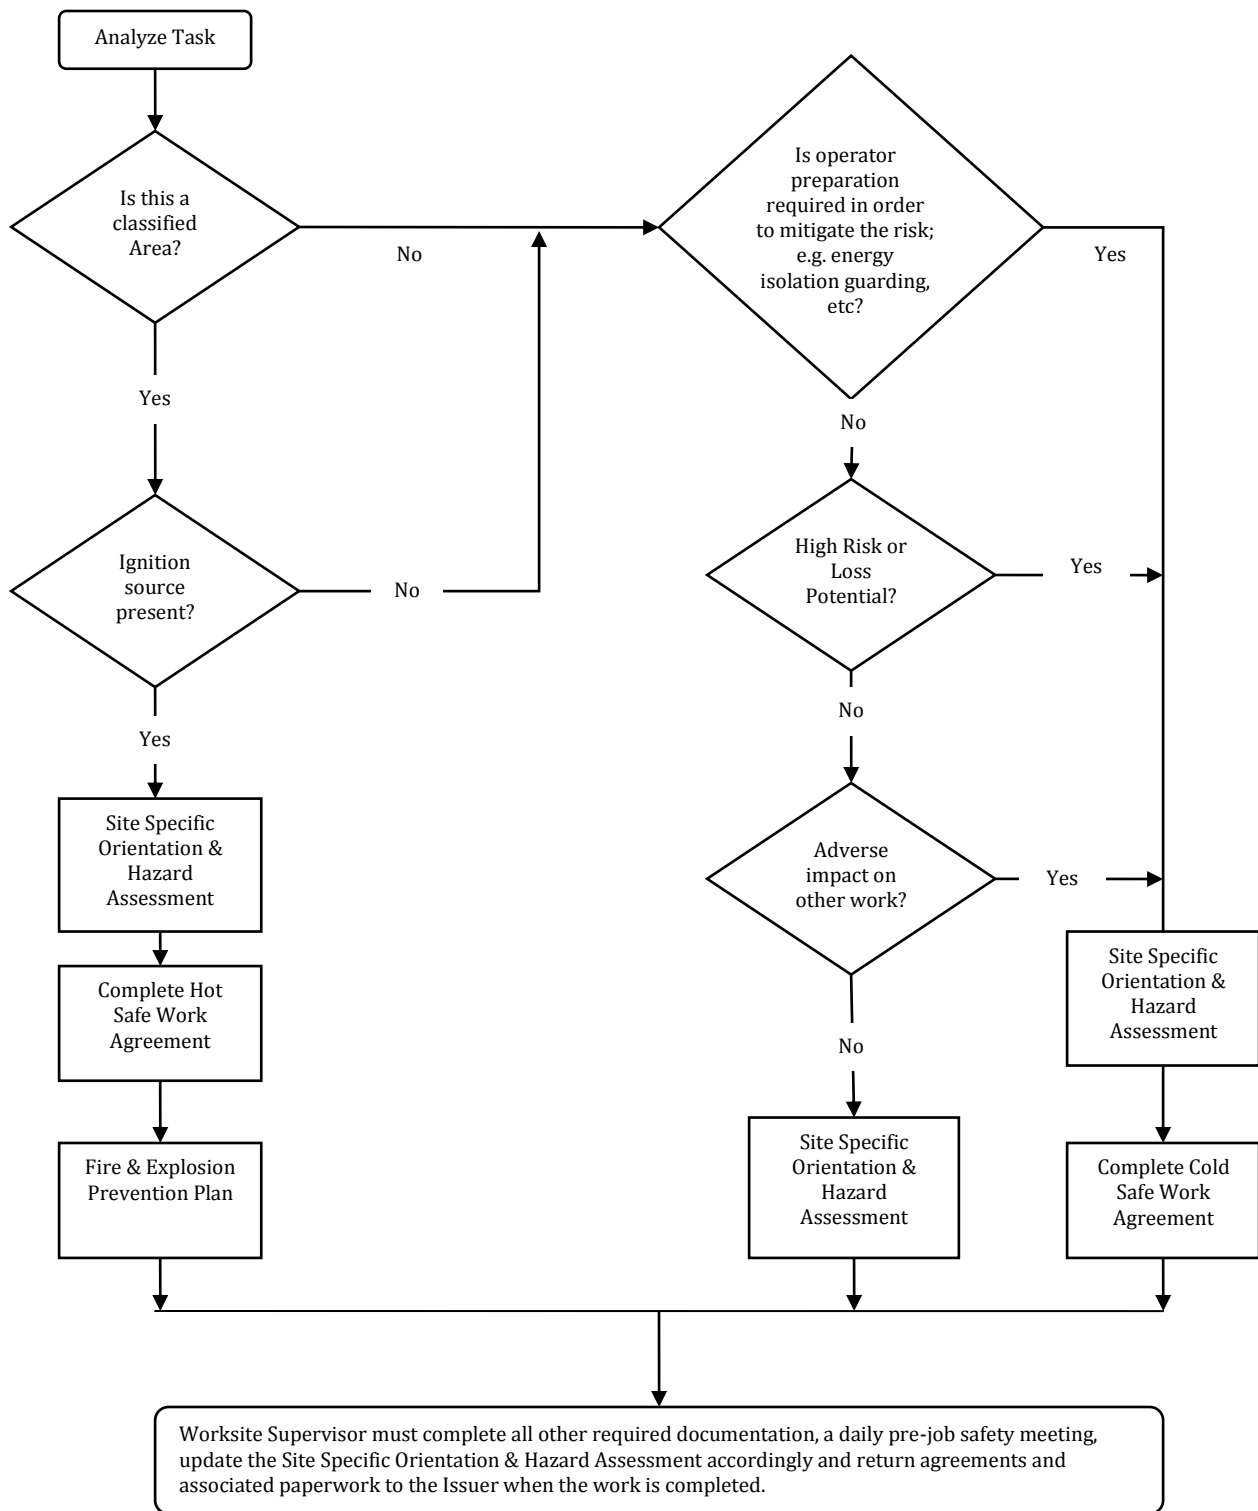 Analyze Task
Is this a
classified
Area?
No
Yes
Ignition
source
present?
No
Yes
Site Specific
Orientation &
Hazard
Assessment
Complete Hot
Safe Work
Agreement
Fire & Explosion
Prevention Plan
Is operator
preparation
required in order
to mitigate the risk;
e.g. energy
isolation guarding,
etc?
Yes
No
High Risk or
Loss
Potential?
Yes
No
Adverse
impact on
other work?
Yes
No
Site Specific
Orientation &
Hazard
Assessment
Site Specific
Orientation &
Hazard
Assessment
Complete Cold
Safe Work
Agreement
Worksite Supervisor must complete all other required documentation, a daily pre-job safety meeting,
update the Site Specific Orientation & Hazard Assessment accordingly and return agreements and
associated paperwork to the Issuer when the work is completed.